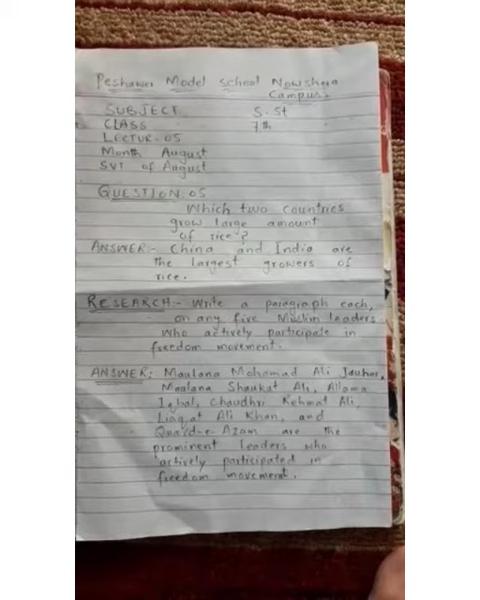 Peshawer Model school Nowshera
Campus.
SUBJECT S.St
CLASS 7th
LECTUR-05
Month August
SVT of August
QUESTION.05
Which two countries
grow large amount
of rice?
ANSWER:- China and India are
the largest growers of
rice.
RESEARCH:- Write a paragraph each,
on any five Muslim leaders
who actively participate in
freedom movement.
ANSWER: Maulana Mohamad Ali Jauhar,
Maulana Shaukat Ali, Allama
Iqbal, Chaudhri Rehmat Ali,
Liaqat Ali Khan, and
Quaid-e-Azam are the
prominent leaders who
actively participated in
freedom movement.